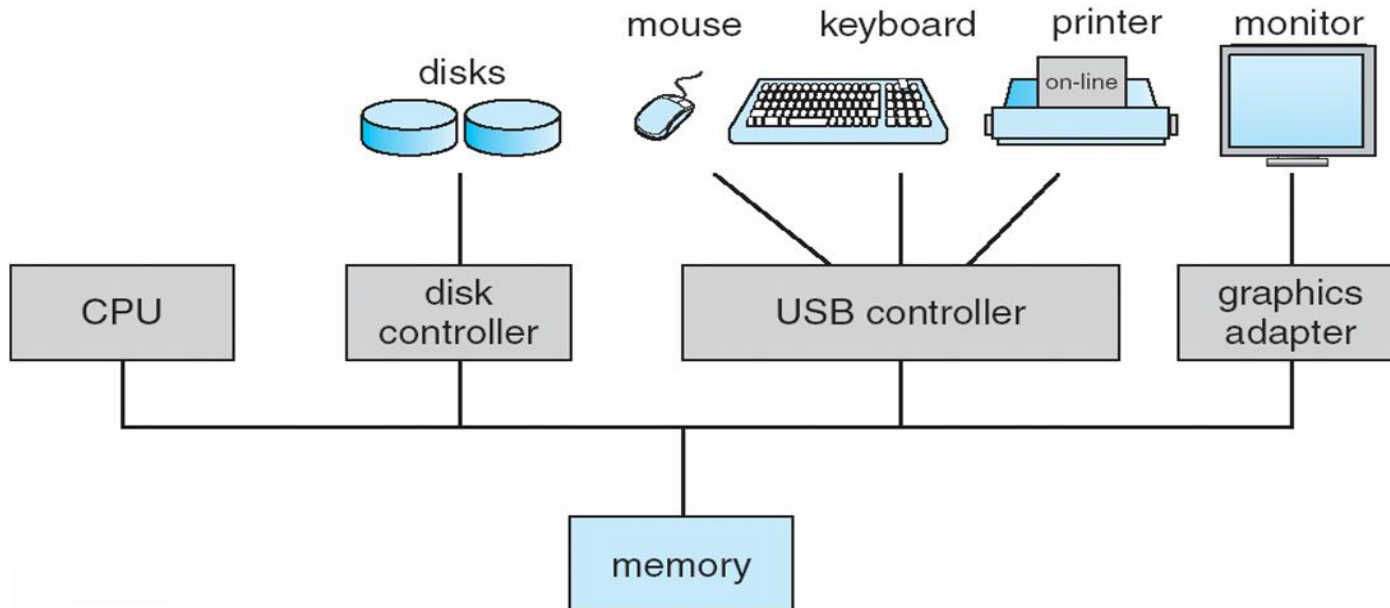 mouse
keyboard
printer
monitor
disks
on-line
CPU
disk
controller
USB controller
graphics
adapter
memory